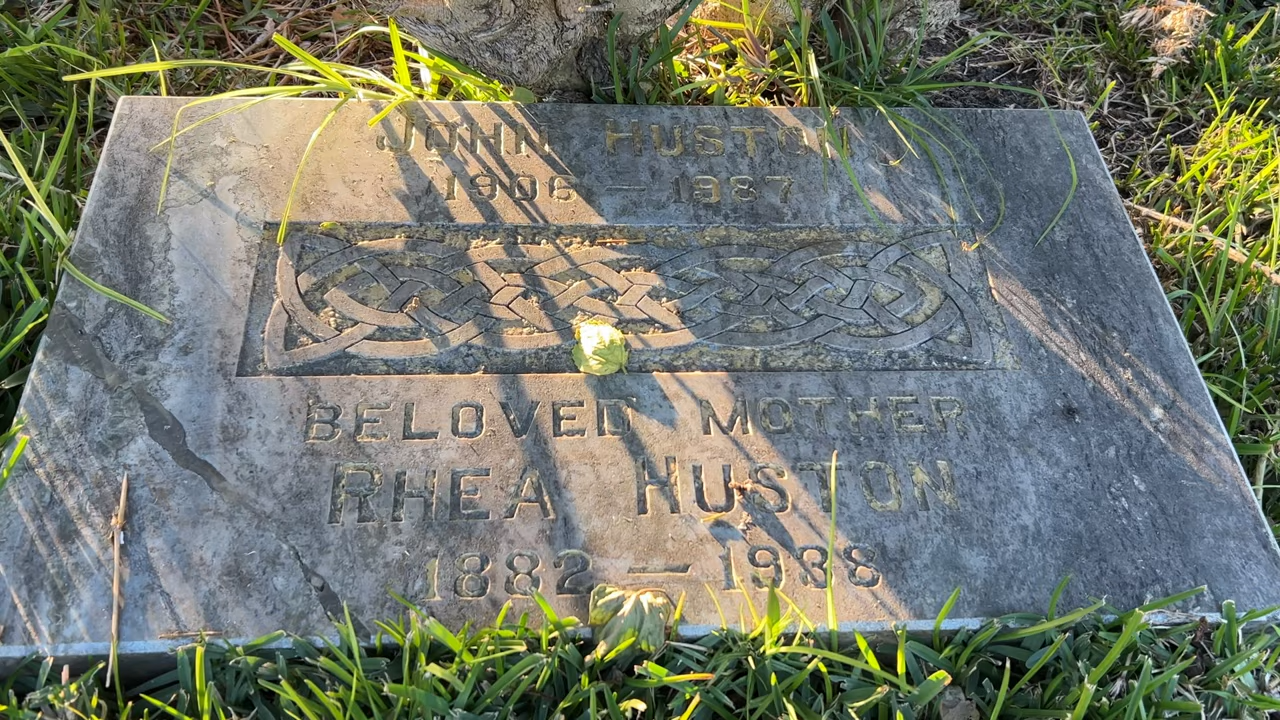 JOHN HUSTON
1906 — 1987
BELOVED MOTHER
RHEA HUSTON
1882 — 1938